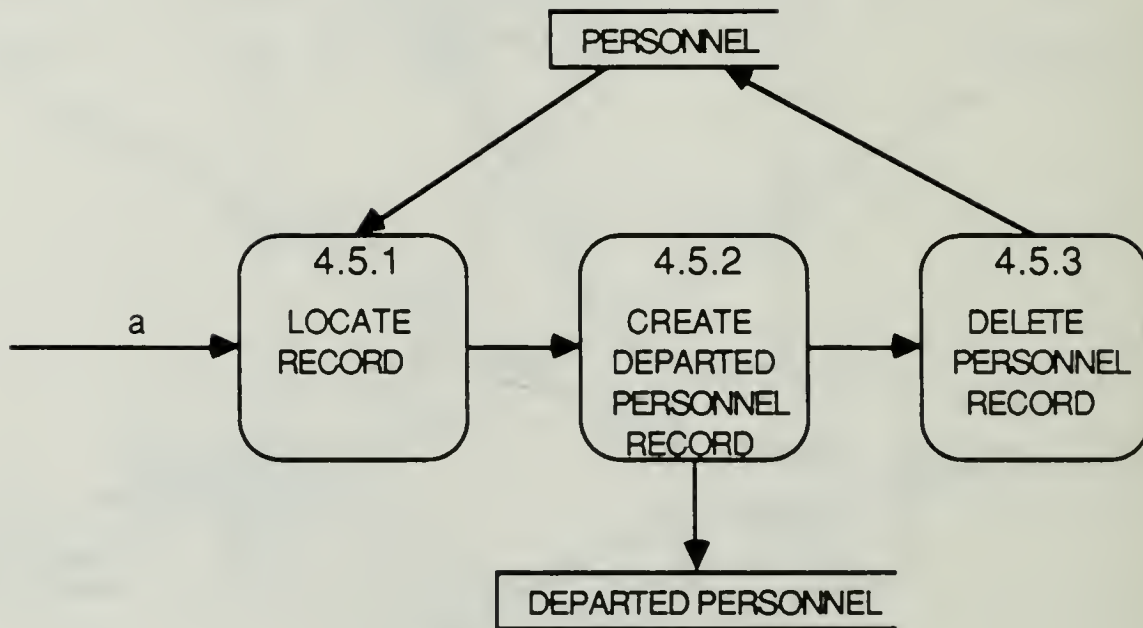 PERSONNEL
4.5.1
LOCATE
RECORD
a
4.5.2
CREATE
DEPARTED
PERSONNEL
RECORD
4.5.3
DELETE
PERSONNEL
RECORD
DEPARTED PERSONNEL